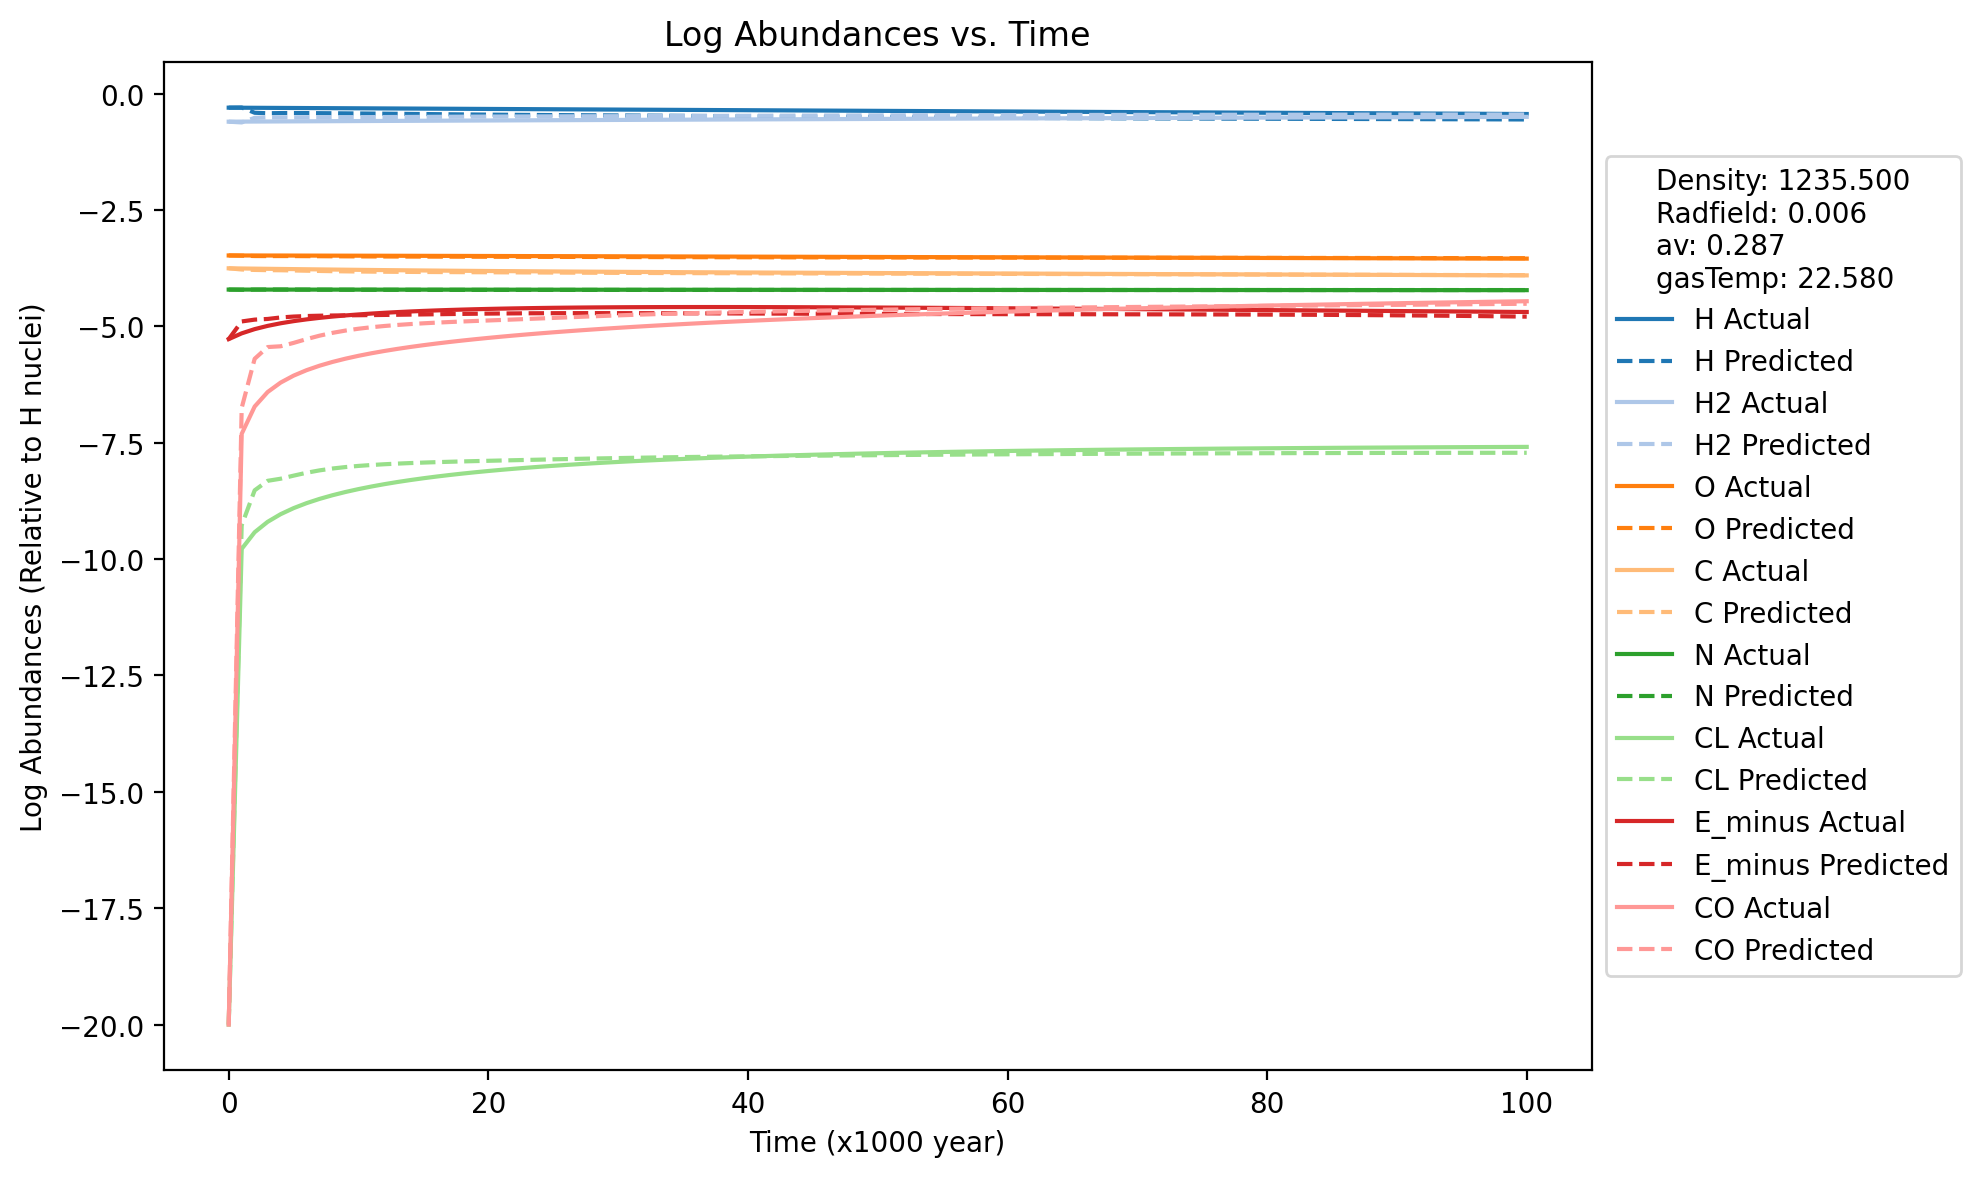 Log Abundances vs. Time
Log Abundances (Relative to H nuclei)
0.0
−2.5
−5.0
−7.5
−10.0
−12.5
−15.0
−17.5
−20.0
0 20 40 60 80 100
Time (x1000 year)
Density: 1235.500
Radfield: 0.006
av: 0.287
gasTemp: 22.580
H Actual
H Predicted
H2 Actual
H2 Predicted
O Actual
O Predicted
C Actual
C Predicted
N Actual
N Predicted
CL Actual
CL Predicted
E_minus Actual
E_minus Predicted
CO Actual
CO Predicted